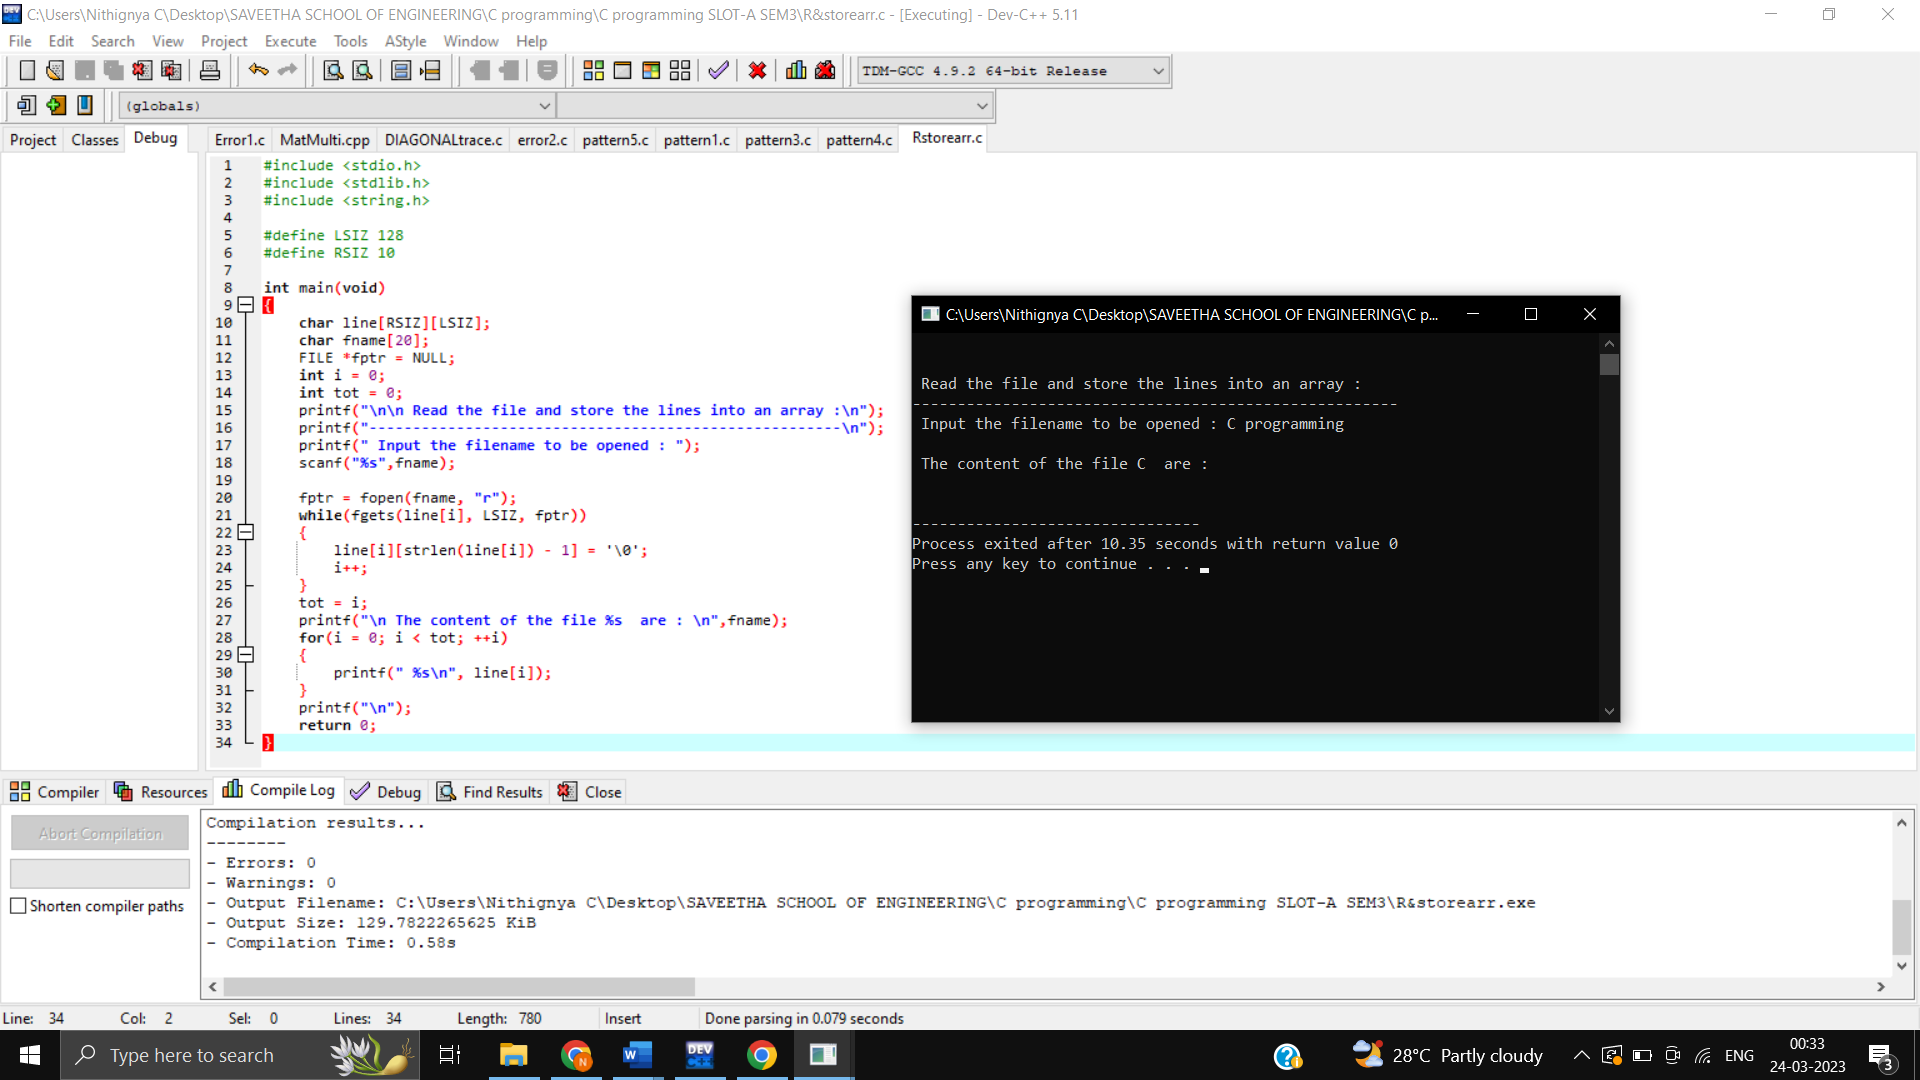 C:\Users\Nithignya C\Desktop\SAVEETHA SCHOOL OF ENGINEERING\C programming\C programming SLOT-A SEM3\R&storearr.c - [Executing] - Dev-C++ 5.11
File Edit Search View Project Execute Tools AStyle Window Help
TDM-GCC 4.9.2 64-bit Release
(globals)
Project Classes Debug
Error1.c MatMulti.cpp DIAGONALtrace.c error2.c pattern5.c pattern1.c pattern3.c pattern4.c Rstorearr.c
1 #include <stdio.h>
2 #include <stdlib.h>
3 #include <string.h>
4
5 #define LSIZ 128
6 #define RSIZ 10
7
8 int main(void)
9 {
10 char line[RSIZ][LSIZ];
11 char fname[20];
12 FILE *fptr = NULL;
13 int i = 0;
14 int tot = 0;
15 printf("\n\n Read the file and store the lines into an array :\n");
16 printf("------------------------------------------------------\n");
17 printf(" Input the filename to be opened : ");
18 scanf("%s",fname);
19
20 fptr = fopen(fname, "r");
21 while(fgets(line[i], LSIZ, fptr))
22 {
23 line[i][strlen(line[i]) - 1] = '\0';
24 i++;
25 }
26 tot = i;
27 printf("\n The content of the file %s  are : \n",fname);
28 for(i = 0; i < tot; ++i)
29 {
30 printf(" %s\n", line[i]);
31 }
32 printf("\n");
33 return 0;
34 }
C:\Users\Nithignya C\Desktop\SAVEETHA SCHOOL OF ENGINEERING\C p...
Read the file and store the lines into an array :
------------------------------------------------------
Input the filename to be opened : C programming
The content of the file C  are :
--------------------------------
Process exited after 10.35 seconds with return value 0
Press any key to continue . . .
Compiler Resources Compile Log Debug Find Results Close
Abort Compilation
Shorten compiler paths
Compilation results...
--------
- Errors: 0
- Warnings: 0
- Output Filename: C:\Users\Nithignya C\Desktop\SAVEETHA SCHOOL OF ENGINEERING\C programming\C programming SLOT-A SEM3\R&storearr.exe
- Output Size: 129.7822265625 KiB
- Compilation Time: 0.58s
Line: 34 Col: 2 Sel: 0 Lines: 34 Length: 780 Insert Done parsing in 0.079 seconds
Type here to search
28°C Partly cloudy
ENG
00:33
24-03-2023
3